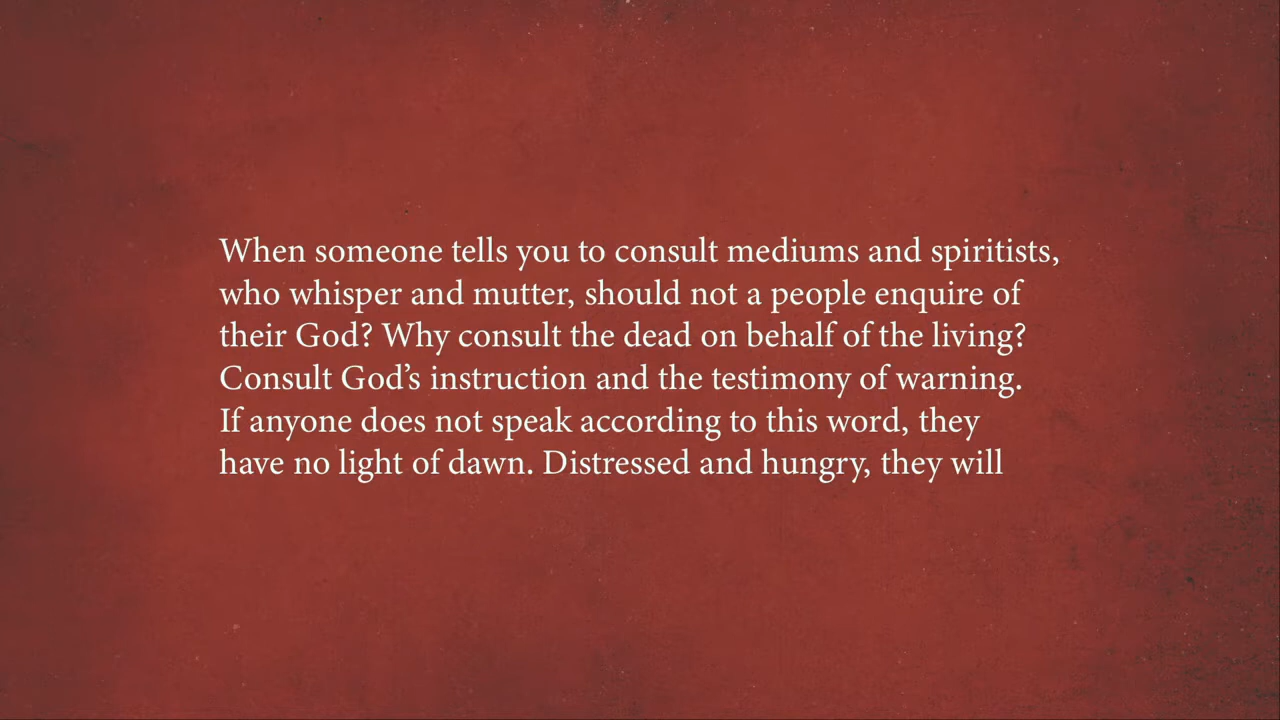 When someone tells you to consult mediums and spiritists,
who whisper and mutter, should not a people enquire of
their God? Why consult the dead on behalf of the living?
Consult God’s instruction and the testimony of warning.
If anyone does not speak according to this word, they
have no light of dawn. Distressed and hungry, they will